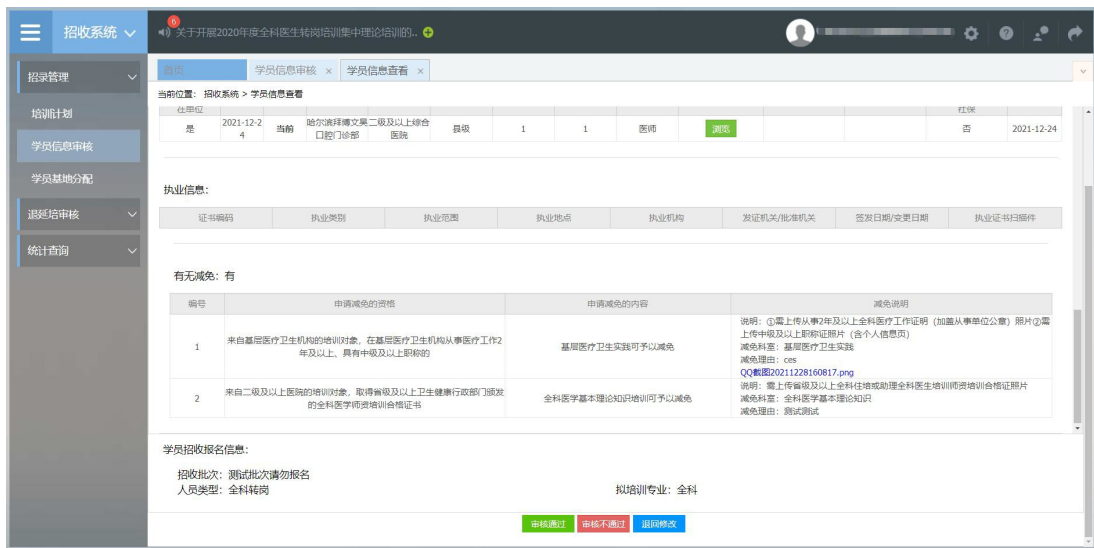 招收系统
6
关于开展2020年度全科医生转岗培训集中理论培训的..
招录管理
培训计划
学员信息审核
学员基地分配
退延培审核
统计查询
首页
学员信息审核 ×
学员信息查看 ×
当前位置: 招收系统 > 学员信息查看
在单位
社保
是
2021-12-2
4
当前
哈尔滨拜博文昊
口腔门诊部
二级及以上综合
医院
县级
1
1
医师
浏览
否
2021-12-24
执业信息:
证书编码
执业类别
执业范围
执业地点
执业机构
发证机关/批准机关
签发日期/变更日期
执业证书扫描件
有无减免: 有
编号
申请减免的资格
申请减免的内容
减免说明
1
来自基层医疗卫生机构的培训对象, 在基层医疗卫生机构从事医疗工作2
年及以上、具有中级及以上职称的
基层医疗卫生实践可予以减免
说明: ①需上传从事2年及以上全科医疗工作证明 (加盖从事单位公章) 照片②需
上传中级及以上职称证照片 (含个人信息页)
减免科室: 基层医疗卫生实践
减免理由: ces
QQ截图20211228160817.png
2
来自二级及以上医院的培训对象, 取得省级及以上卫生健康行政部门颁发
的全科医学师资培训合格证书
全科医学基本理论知识培训可予以减免
说明: 需上传省级及以上全科住培或助理全科医生培训师资培训合格证照片
减免科室: 全科医学基本理论知识
减免理由: 测试测试
学员招收报名信息:
招收批次: 测试批次请勿报名
人员类型: 全科转岗
拟培训专业: 全科
审核通过
审核不通过
退回修改